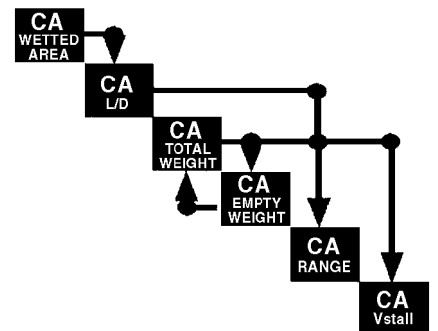 CA
WETTED
AREA
CA
L/D
CA
TOTAL
WEIGHT
CA
EMPTY
WEIGHT
CA
RANGE
CA
Vstall